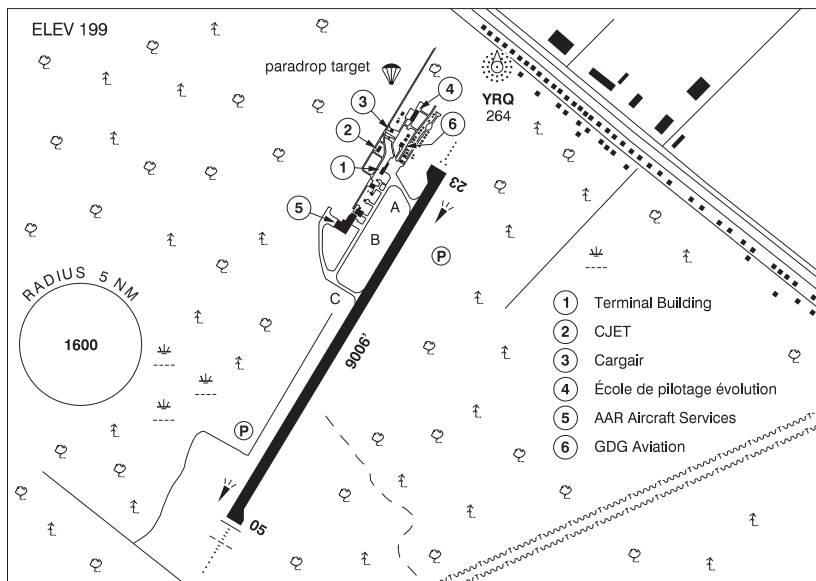 ELEV 199
paradrop target
YRQ
264
4
3
2
6
1
5
23
A
B
P
C
RADIUS 5 NM
1600
9006'
P
05
1 Terminal Building
2 CJET
3 Cargair
4 École de pilotage évolution
5 AAR Aircraft Services
6 GDG Aviation